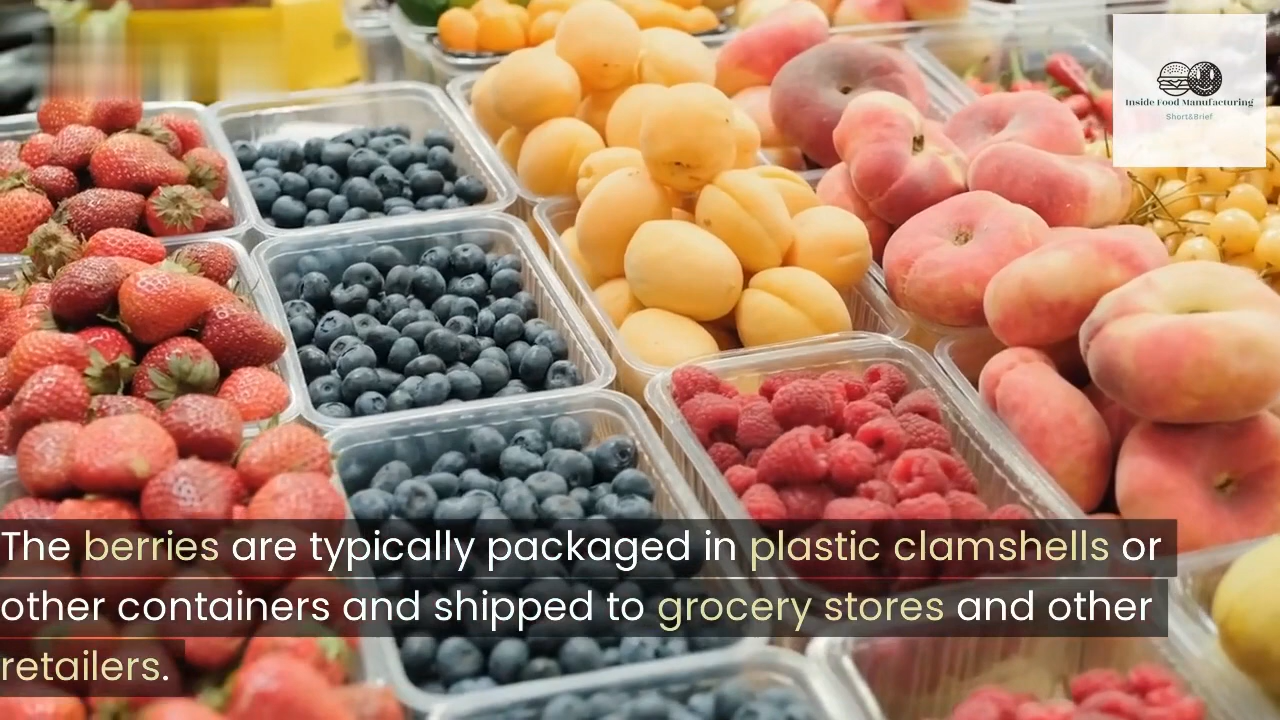 Inside Food Manufacturing
Short&Brief
The berries are typically packaged in plastic clamshells or
other containers and shipped to grocery stores and other
retailers.